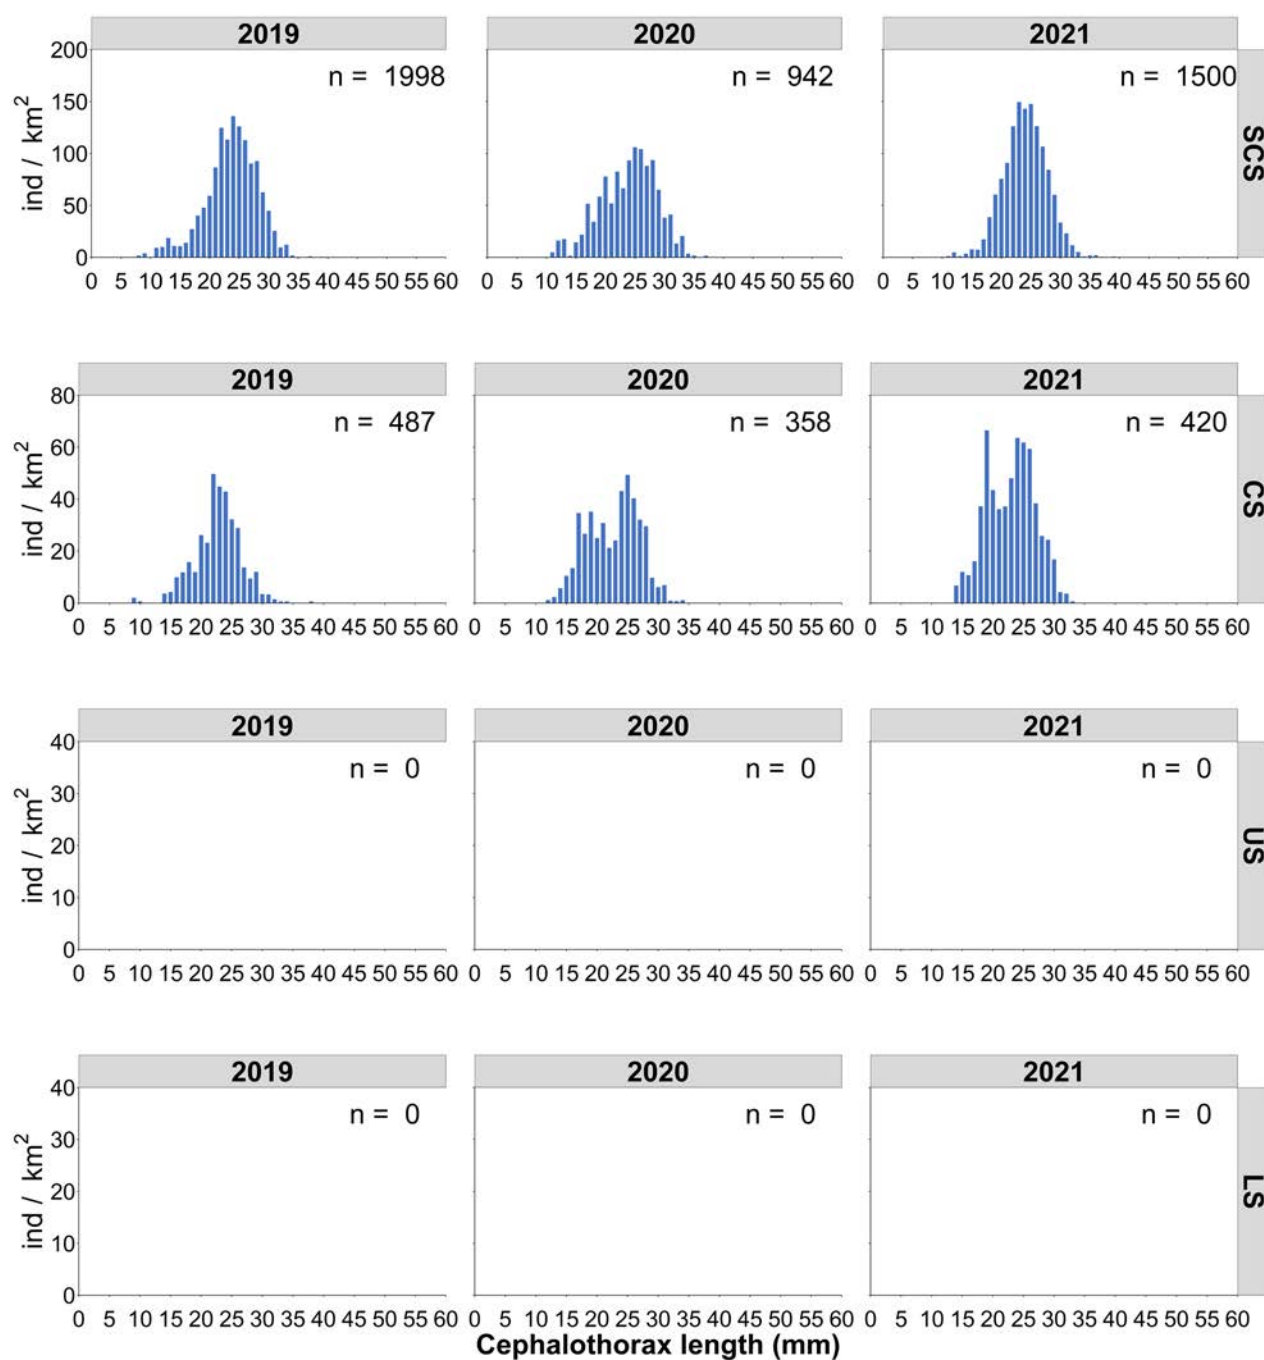 2019 2020 2021
n = 1998 n = 942 n = 1500
200
150
100
50
0
ind / km²
SCS
0 5 10 15 20 25 30 35 40 45 50 55 60 0 5 10 15 20 25 30 35 40 45 50 55 60 0 5 10 15 20 25 30 35 40 45 50 55 60
2019 2020 2021
n = 487 n = 358 n = 420
80
60
40
20
0
ind / km²
CS
0 5 10 15 20 25 30 35 40 45 50 55 60 0 5 10 15 20 25 30 35 40 45 50 55 60 0 5 10 15 20 25 30 35 40 45 50 55 60
2019 2020 2021
n = 0 n = 0 n = 0
40
30
20
10
0
ind / km²
US
0 5 10 15 20 25 30 35 40 45 50 55 60 0 5 10 15 20 25 30 35 40 45 50 55 60 0 5 10 15 20 25 30 35 40 45 50 55 60
2019 2020 2021
n = 0 n = 0 n = 0
40
30
20
10
0
ind / km²
LS
0 5 10 15 20 25 30 35 40 45 50 55 60 0 5 10 15 20 25 30 35 40 45 50 55 60 0 5 10 15 20 25 30 35 40 45 50 55 60
Cephalothorax length (mm)